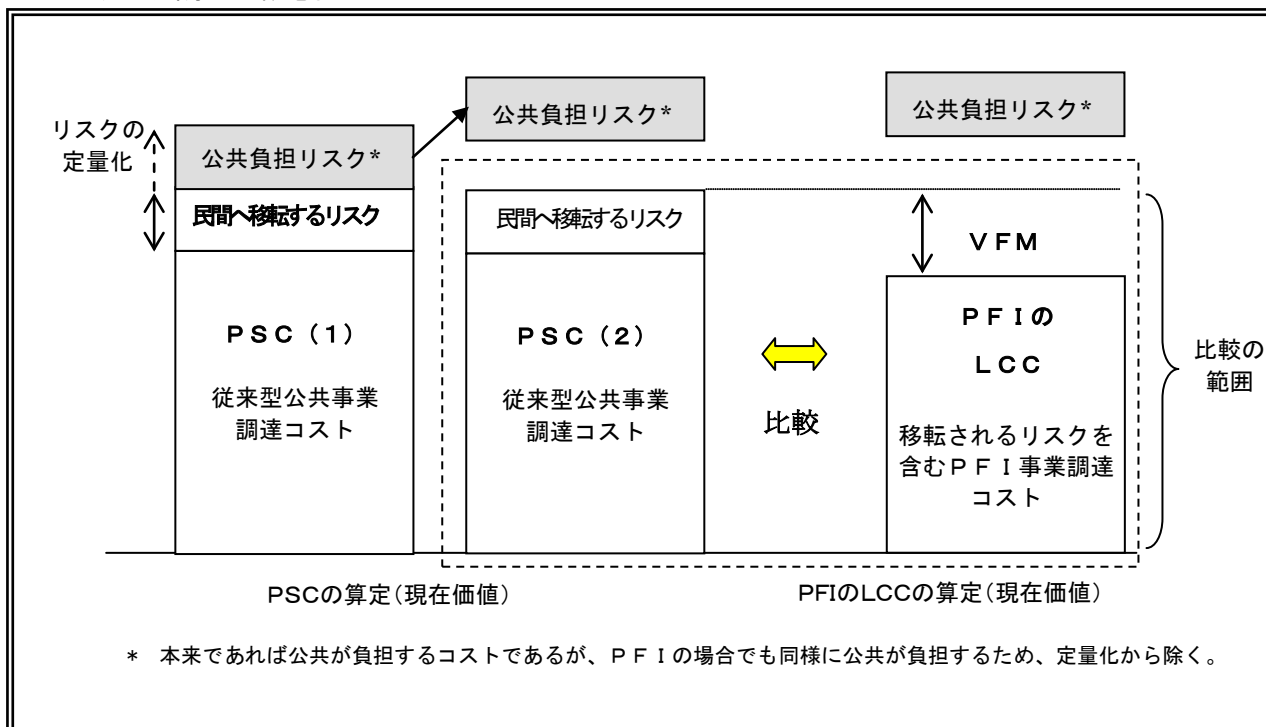 リスクの
定量化
公共負担リスク*
民間へ移転するリスク
ＰＳＣ（１）
従来型公共事業
調達コスト
公共負担リスク*
民間へ移転するリスク
ＰＳＣ（２）
従来型公共事業
調達コスト
比較
公共負担リスク*
ＶＦＭ
ＰＦＩの
ＬＣＣ
移転されるリスクを
含むＰＦＩ事業調達
コスト
比較の
範囲
PSCの算定(現在価値)
PFIのLCCの算定(現在価値)
*　本来であれば公共が負担するコストであるが、ＰＦＩの場合でも同様に公共が負担するため、定量化から除く。